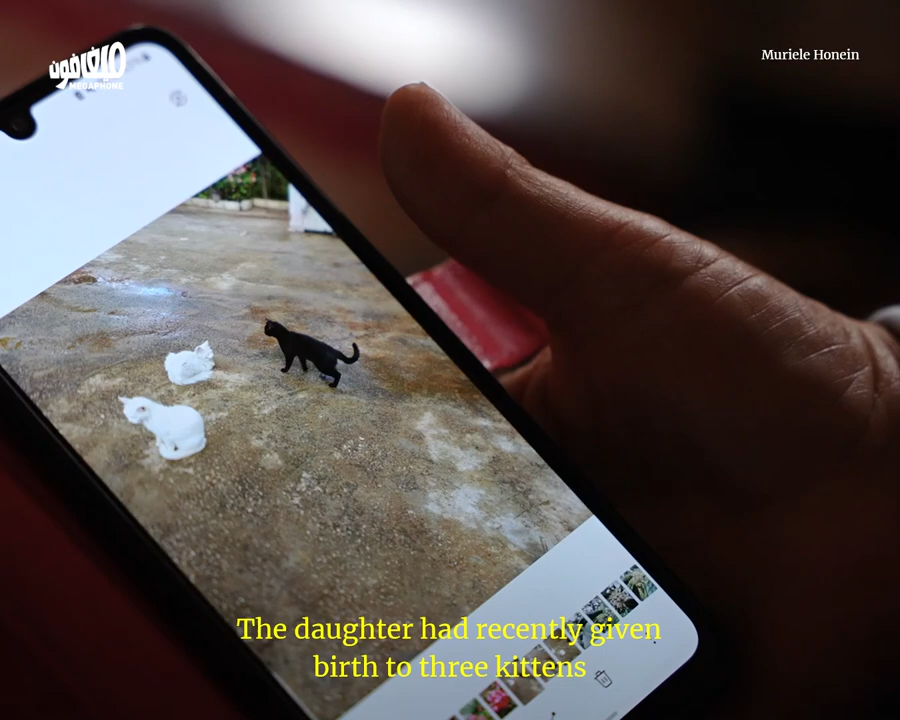 ميغافون
MEGAPHONE
Muriele Honein
The daughter had recently given
birth to three kittens